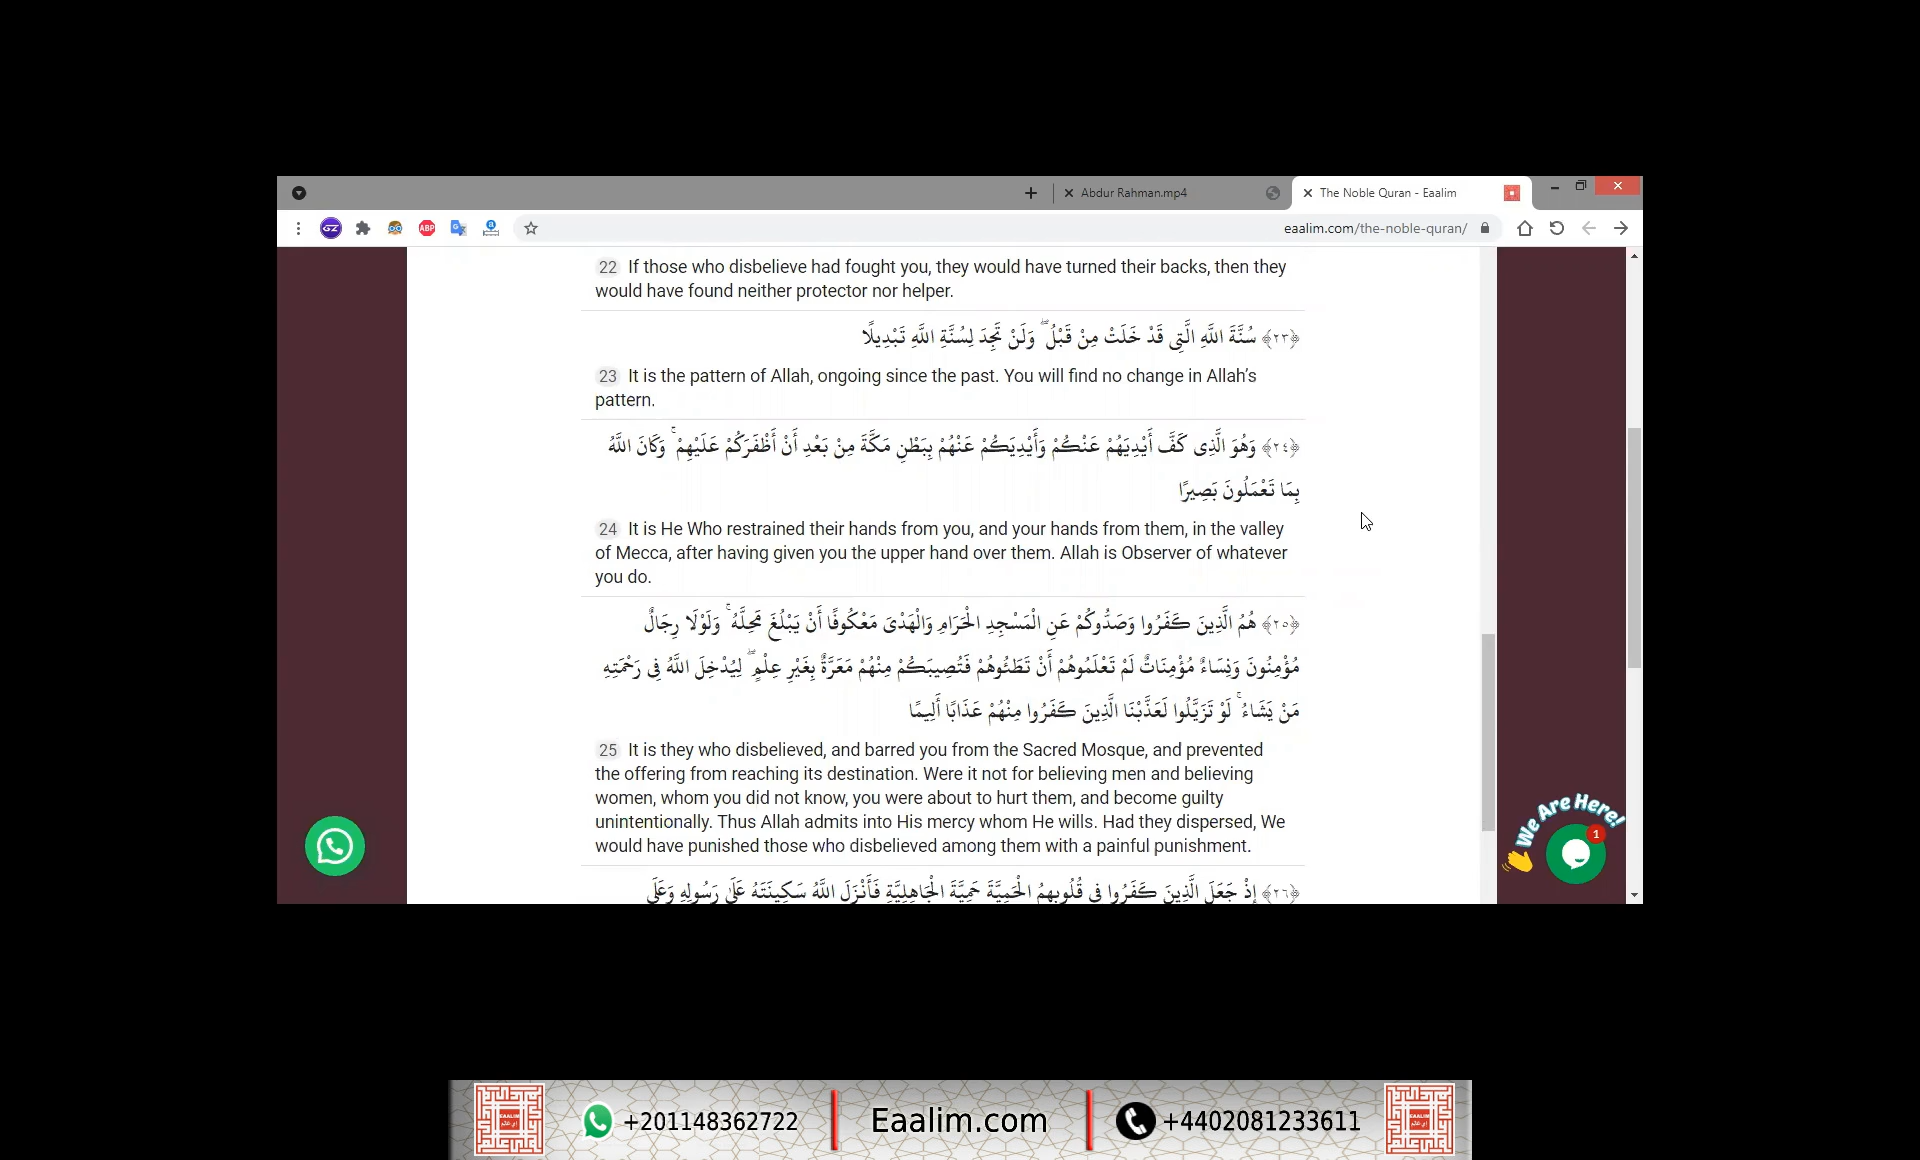 Abdur Rahman.mp4
The Noble Quran - Eaalim
GZ
ABP
eaalim.com/the-noble-quran/
22 If those who disbelieve had fought you, they would have turned their backs, then they
would have found neither protector nor helper.
﴿٢٣﴾ سُنَّةَ اللَّهِ الَّتِى قَدْ خَلَتْ مِنْ قَبْلُ ۖ وَلَنْ تَجِدَ لِسُنَّةِ اللَّهِ تَبْدِيلًا
23 It is the pattern of Allah, ongoing since the past. You will find no change in Allah’s
pattern.
﴿٢٤﴾ وَهُوَ الَّذِى كَفَّ أَيْدِيَهُمْ عَنْكُمْ وَأَيْدِيَكُمْ عَنْهُمْ بِبَطْنِ مَكَّةَ مِنْ بَعْدِ أَنْ أَظْفَرَكُمْ عَلَيْهِمْ ۚ وَكَانَ اللَّهُ
بِمَا تَعْمَلُونَ بَصِيرًا
24 It is He Who restrained their hands from you, and your hands from them, in the valley
of Mecca, after having given you the upper hand over them. Allah is Observer of whatever
you do.
﴿٢٥﴾ هُمُ الَّذِينَ كَفَرُوا وَصَدُّوكُمْ عَنِ الْمَسْجِدِ الْحَرَامِ وَالْهَدْىَ مَعْكُوفًا أَنْ يَبْلُغَ مَحِلَّهُ ۚ وَلَوْلَا رِجَالٌ
مُؤْمِنُونَ وَنِسَاءٌ مُؤْمِنَاتٌ لَمْ تَعْلَمُوهُمْ أَنْ تَطَئُوهُمْ فَتُصِيبَكُمْ مِنْهُمْ مَعَرَّةٌ بِغَيْرِ عِلْمٍ ۖ لِيُدْخِلَ اللَّهُ فِى رَحْمَتِهِ
مَنْ يَشَاءُ ۚ لَوْ تَزَيَّلُوا لَعَذَّبْنَا الَّذِينَ كَفَرُوا مِنْهُمْ عَذَابًا أَلِيمًا
25 It is they who disbelieved, and barred you from the Sacred Mosque, and prevented
the offering from reaching its destination. Were it not for believing men and believing
women, whom you did not know, you were about to hurt them, and become guilty
unintentionally. Thus Allah admits into His mercy whom He wills. Had they dispersed, We
would have punished those who disbelieved among them with a painful punishment.
﴿٢٦﴾ إِذْ جَعَلَ الَّذِينَ كَفَرُوا فِى قُلُوبِهِمُ الْحَمِيَّةَ حَمِيَّةَ الْجَاهِلِيَّةِ فَأَنْزَلَ اللَّهُ سَكِينَتَهُ عَلَىٰ رَسُولِهِ وَعَلَى
We Are Here!
1
+201148362722
Eaalim.com
+4402081233611